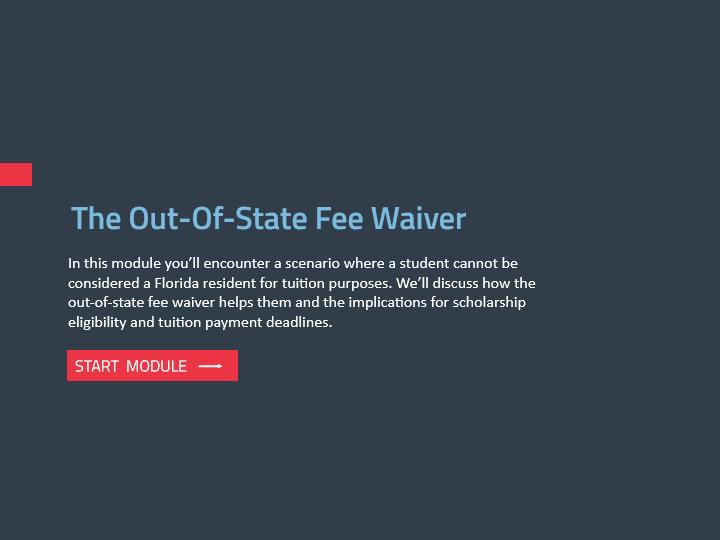 The Out-Of-State Fee Waiver
In this module you’ll encounter a scenario where a student cannot be
considered a Florida resident for tuition purposes. We’ll discuss how the
out-of-state fee waiver helps them and the implications for scholarship
eligibility and tuition payment deadlines.
START MODULE